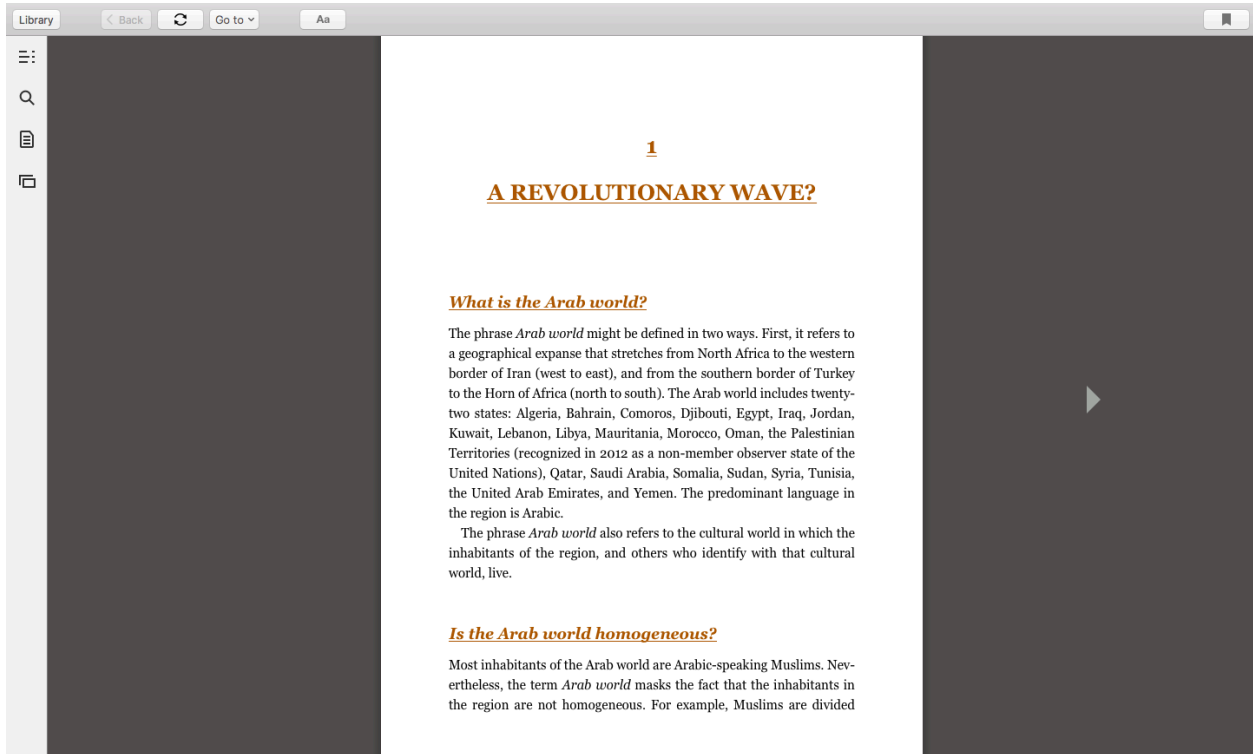 Library
Back
Go to
Aa
1
A REVOLUTIONARY WAVE?
What is the Arab world?
The phrase Arab world might be defined in two ways. First, it refers to
a geographical expanse that stretches from North Africa to the western
border of Iran (west to east), and from the southern border of Turkey
to the Horn of Africa (north to south). The Arab world includes twenty-
two states: Algeria, Bahrain, Comoros, Djibouti, Egypt, Iraq, Jordan,
Kuwait, Lebanon, Libya, Mauritania, Morocco, Oman, the Palestinian
Territories (recognized in 2012 as a non-member observer state of the
United Nations), Qatar, Saudi Arabia, Somalia, Sudan, Syria, Tunisia,
the United Arab Emirates, and Yemen. The predominant language in
the region is Arabic.
The phrase Arab world also refers to the cultural world in which the
inhabitants of the region, and others who identify with that cultural
world, live.
Is the Arab world homogeneous?
Most inhabitants of the Arab world are Arabic-speaking Muslims. Nev-
ertheless, the term Arab world masks the fact that the inhabitants in
the region are not homogeneous. For example, Muslims are divided